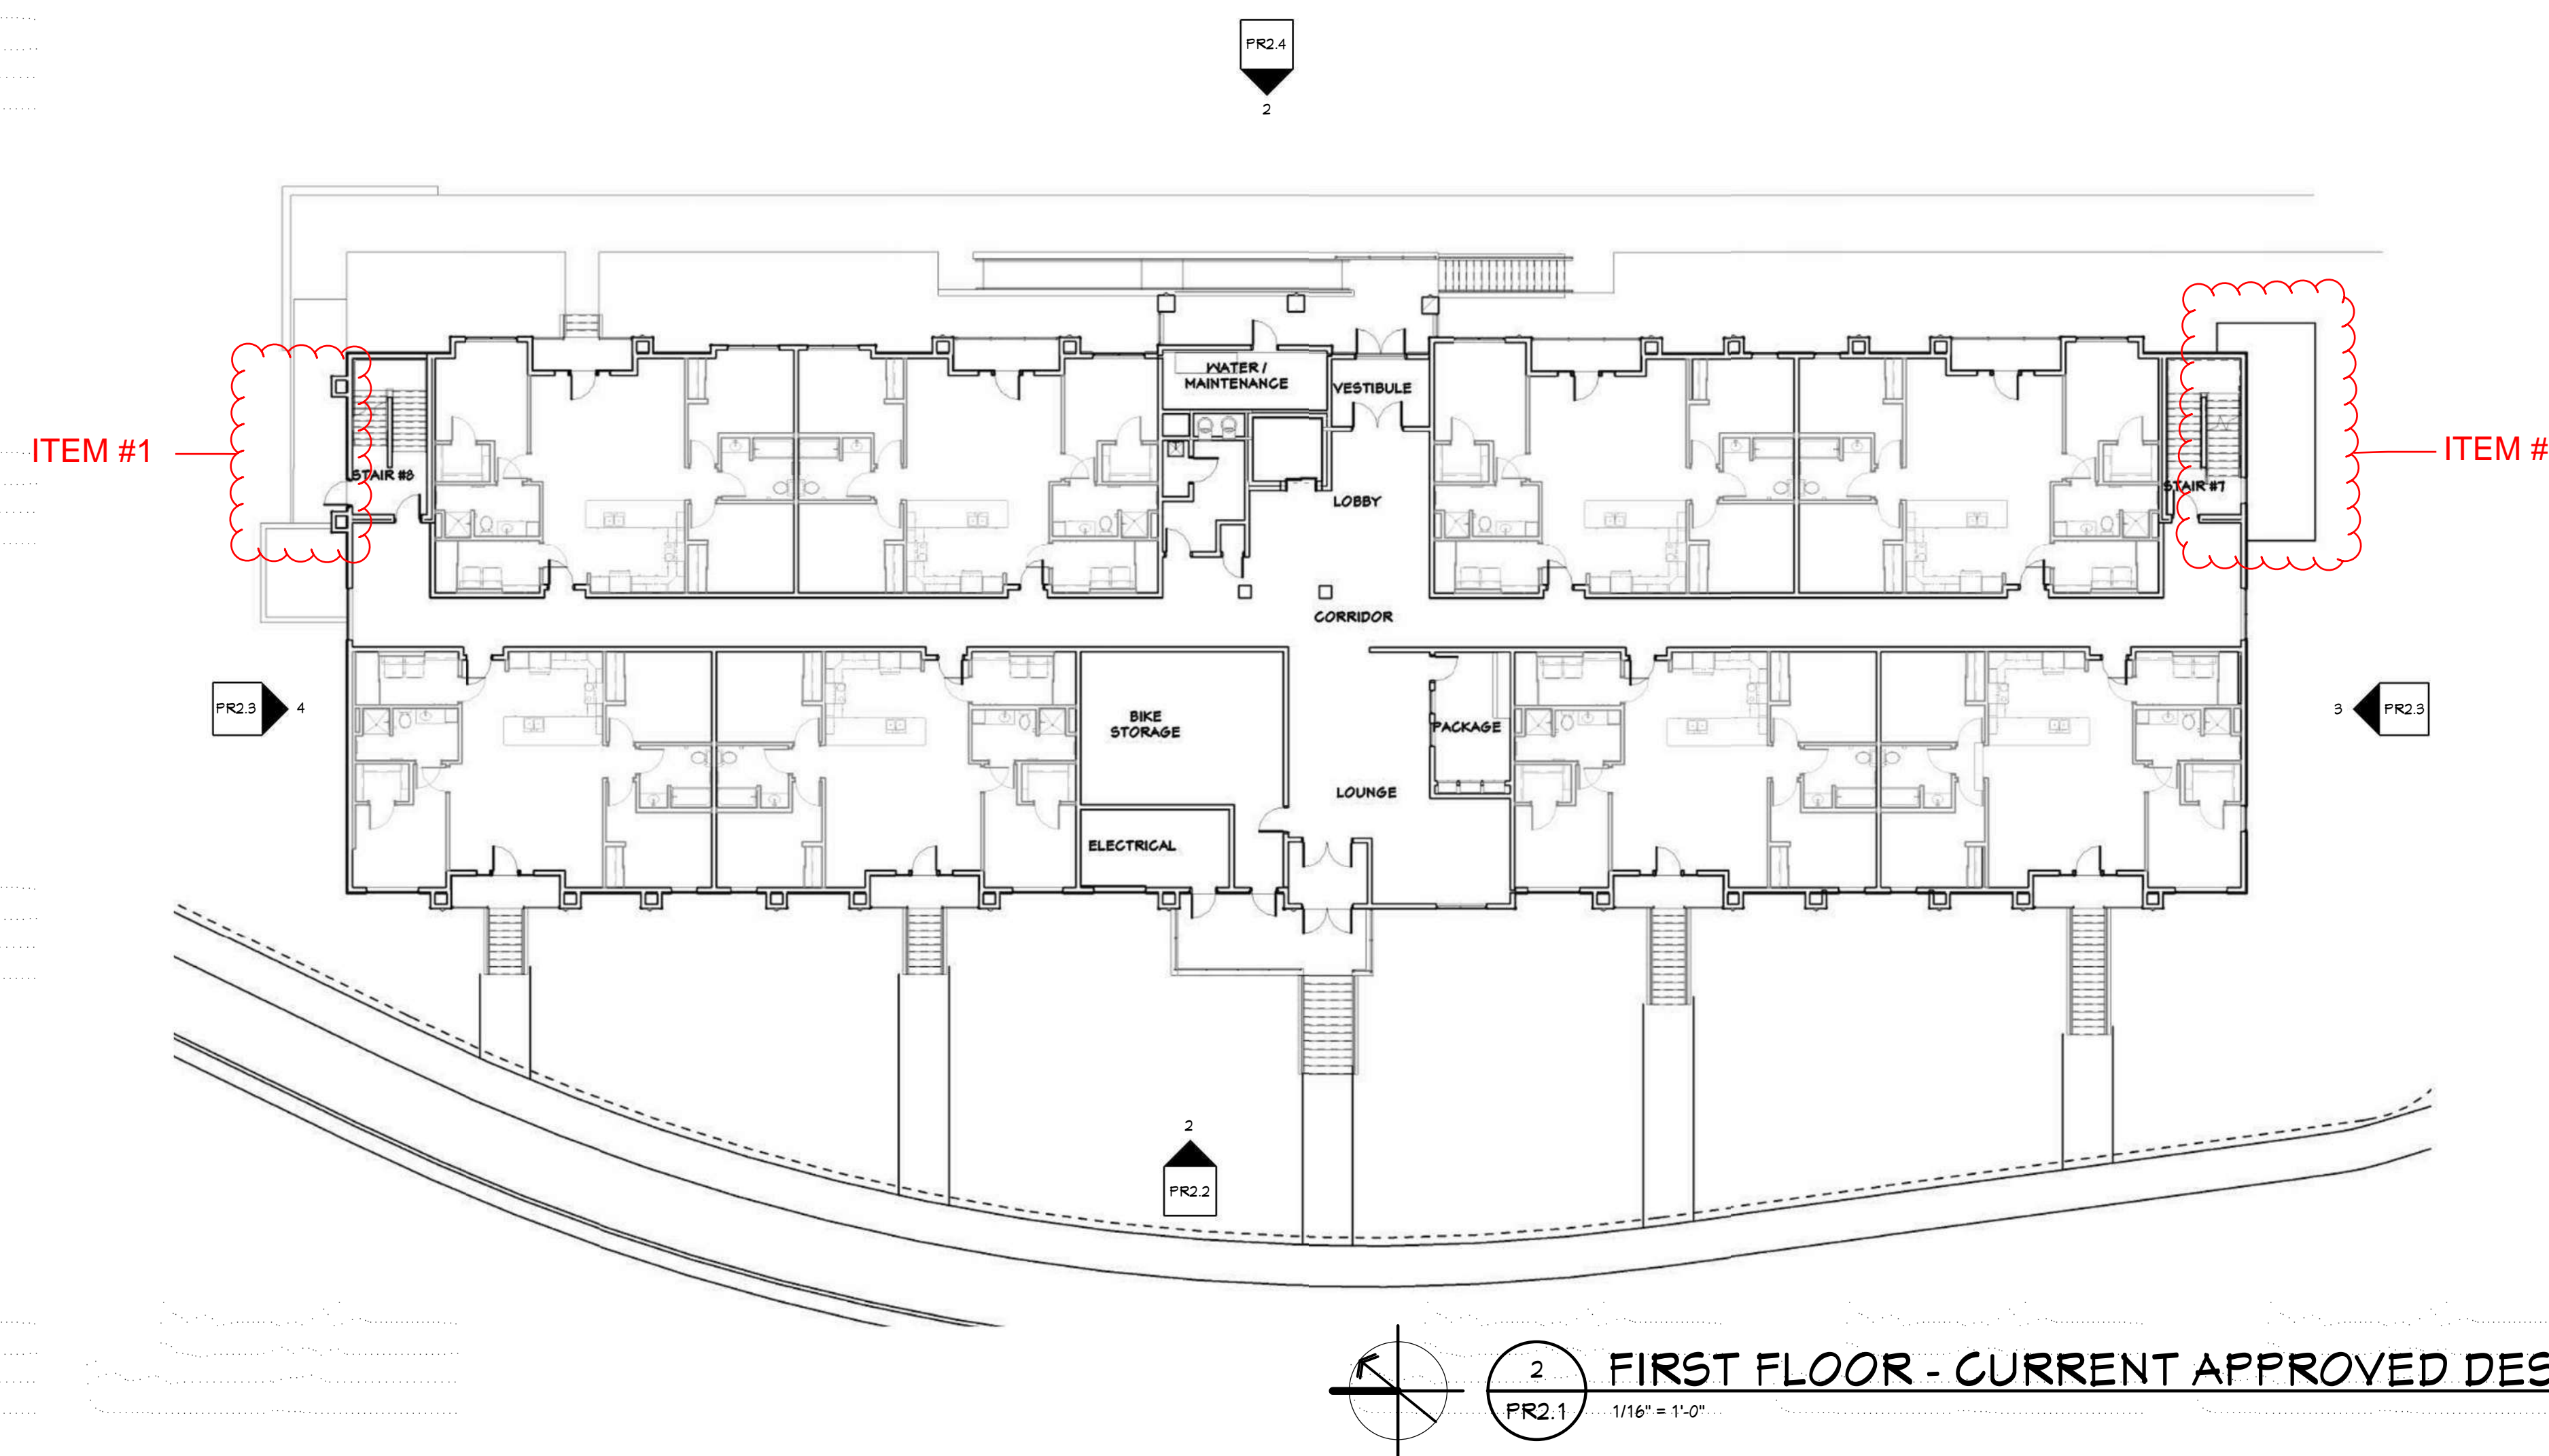 PR2.4
2
WATER /
MAINTENANCE
VESTIBULE
ITEM #1
ITEM #
STAIR #8
STAIR #7
LOBBY
CORRIDOR
PR2.3
4
3
PR2.3
BIKE
STORAGE
PACKAGE
LOUNGE
ELECTRICAL
2
PR2.2
2
FIRST FLOOR - CURRENT APPROVED DES
PR2.1
1/16" = 1'-0"